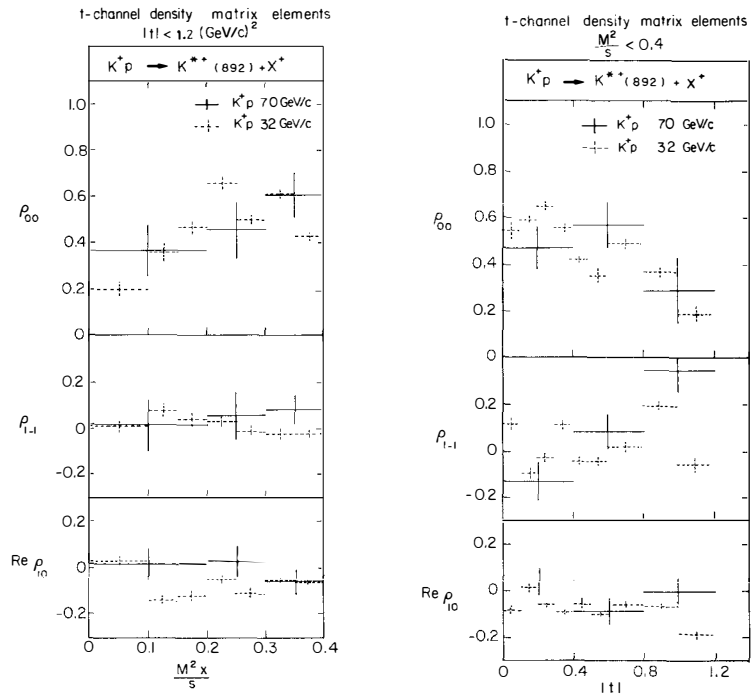 t-channel density matrix elements
|t| < 1.2 (GeV/c)²
K⁺p → K*⁺(892) + X⁺
K⁺p 70 GeV/c
K⁺p 32 GeV/c
1.0
0.8
0.6
ρ₀₀
0.4
0.2
0
0.2
ρ₁₋₁
0
-0.2
0.2
Re ρ₁₀
0
-0.2
0 0.1 0.2 0.3 0.4
M²x/s
t-channel density matrix elements
M²/s < 0.4
K⁺p → K*⁺(892) + X⁺
K⁺p 70 GeV/c
K⁺p 32 GeV/c
1.0
0.8
0.6
ρ₀₀
0.4
0.2
0
0.2
ρ₁₋₁
0
-0.2
0.2
0
Re ρ₁₀
-0.2
0 0.4 0.8 1.2
|t|